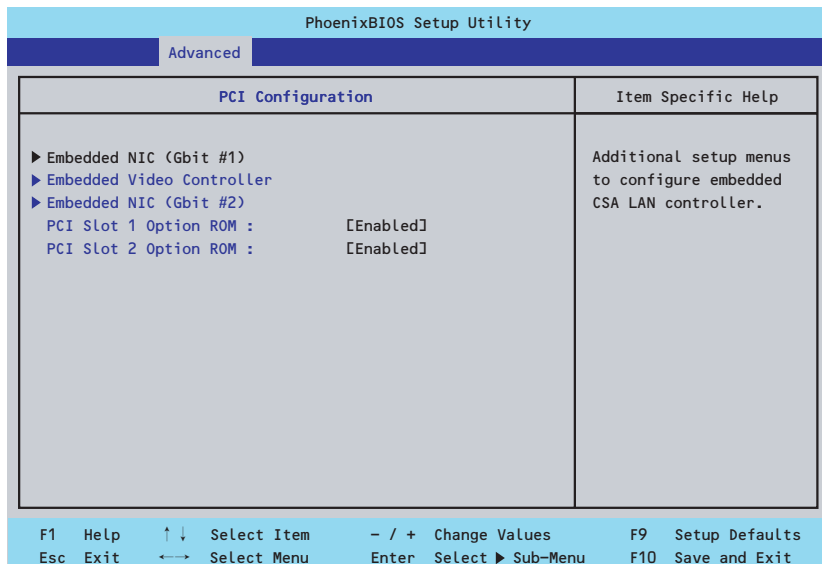 PhoenixBIOS Setup Utility
Advanced
PCI Configuration
Item Specific Help
▶ Embedded NIC (Gbit #1)
▶ Embedded Video Controller
▶ Embedded NIC (Gbit #2)
PCI Slot 1 Option ROM : [Enabled]
PCI Slot 2 Option ROM : [Enabled]
Additional setup menus
to configure embedded
CSA LAN controller.
F1 Help ↑↓ Select Item - / + Change Values F9 Setup Defaults
Esc Exit ←→ Select Menu Enter Select ▶ Sub-Menu F10 Save and Exit